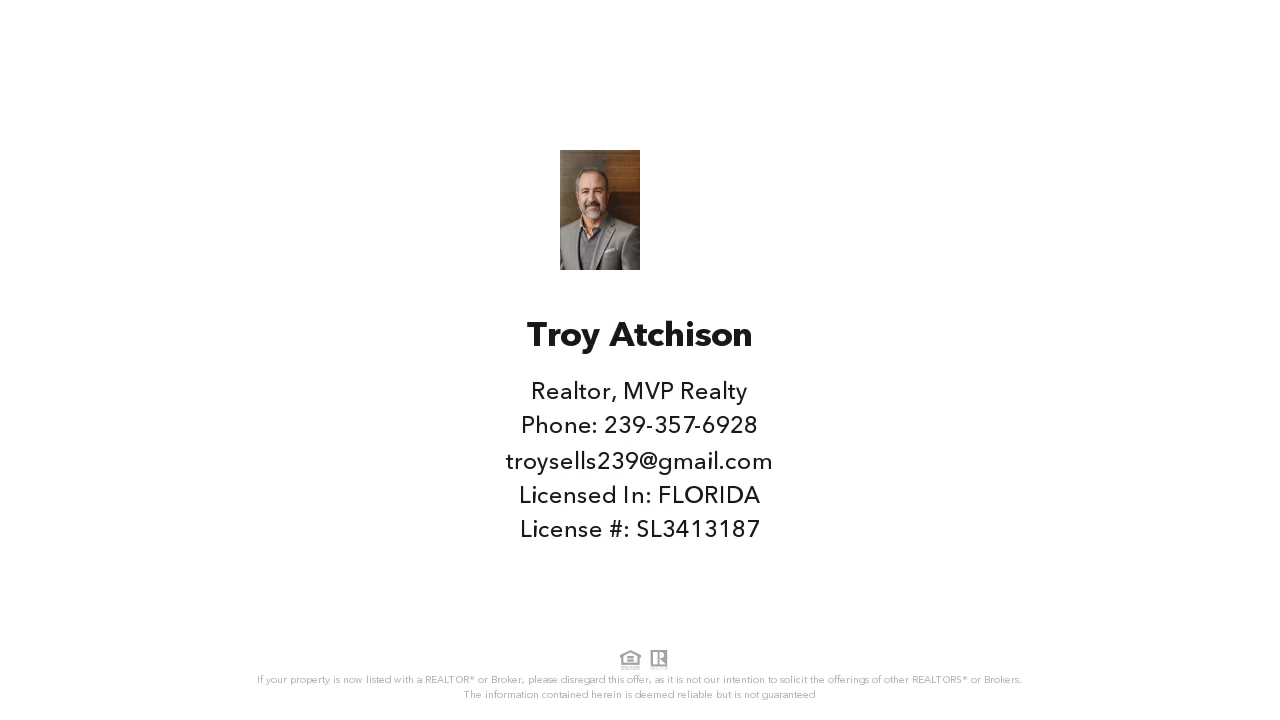 Troy Atchison
Realtor, MVP Realty
Phone: 239-357-6928
troysells239@gmail.com
Licensed In: FLORIDA
License #: SL3413187
If your property is now listed with a REALTOR® or Broker, please disregard this offer, as it is not our intention to solicit the offerings of other REALTORS® or Brokers.
The information contained herein is deemed reliable but is not guaranteed